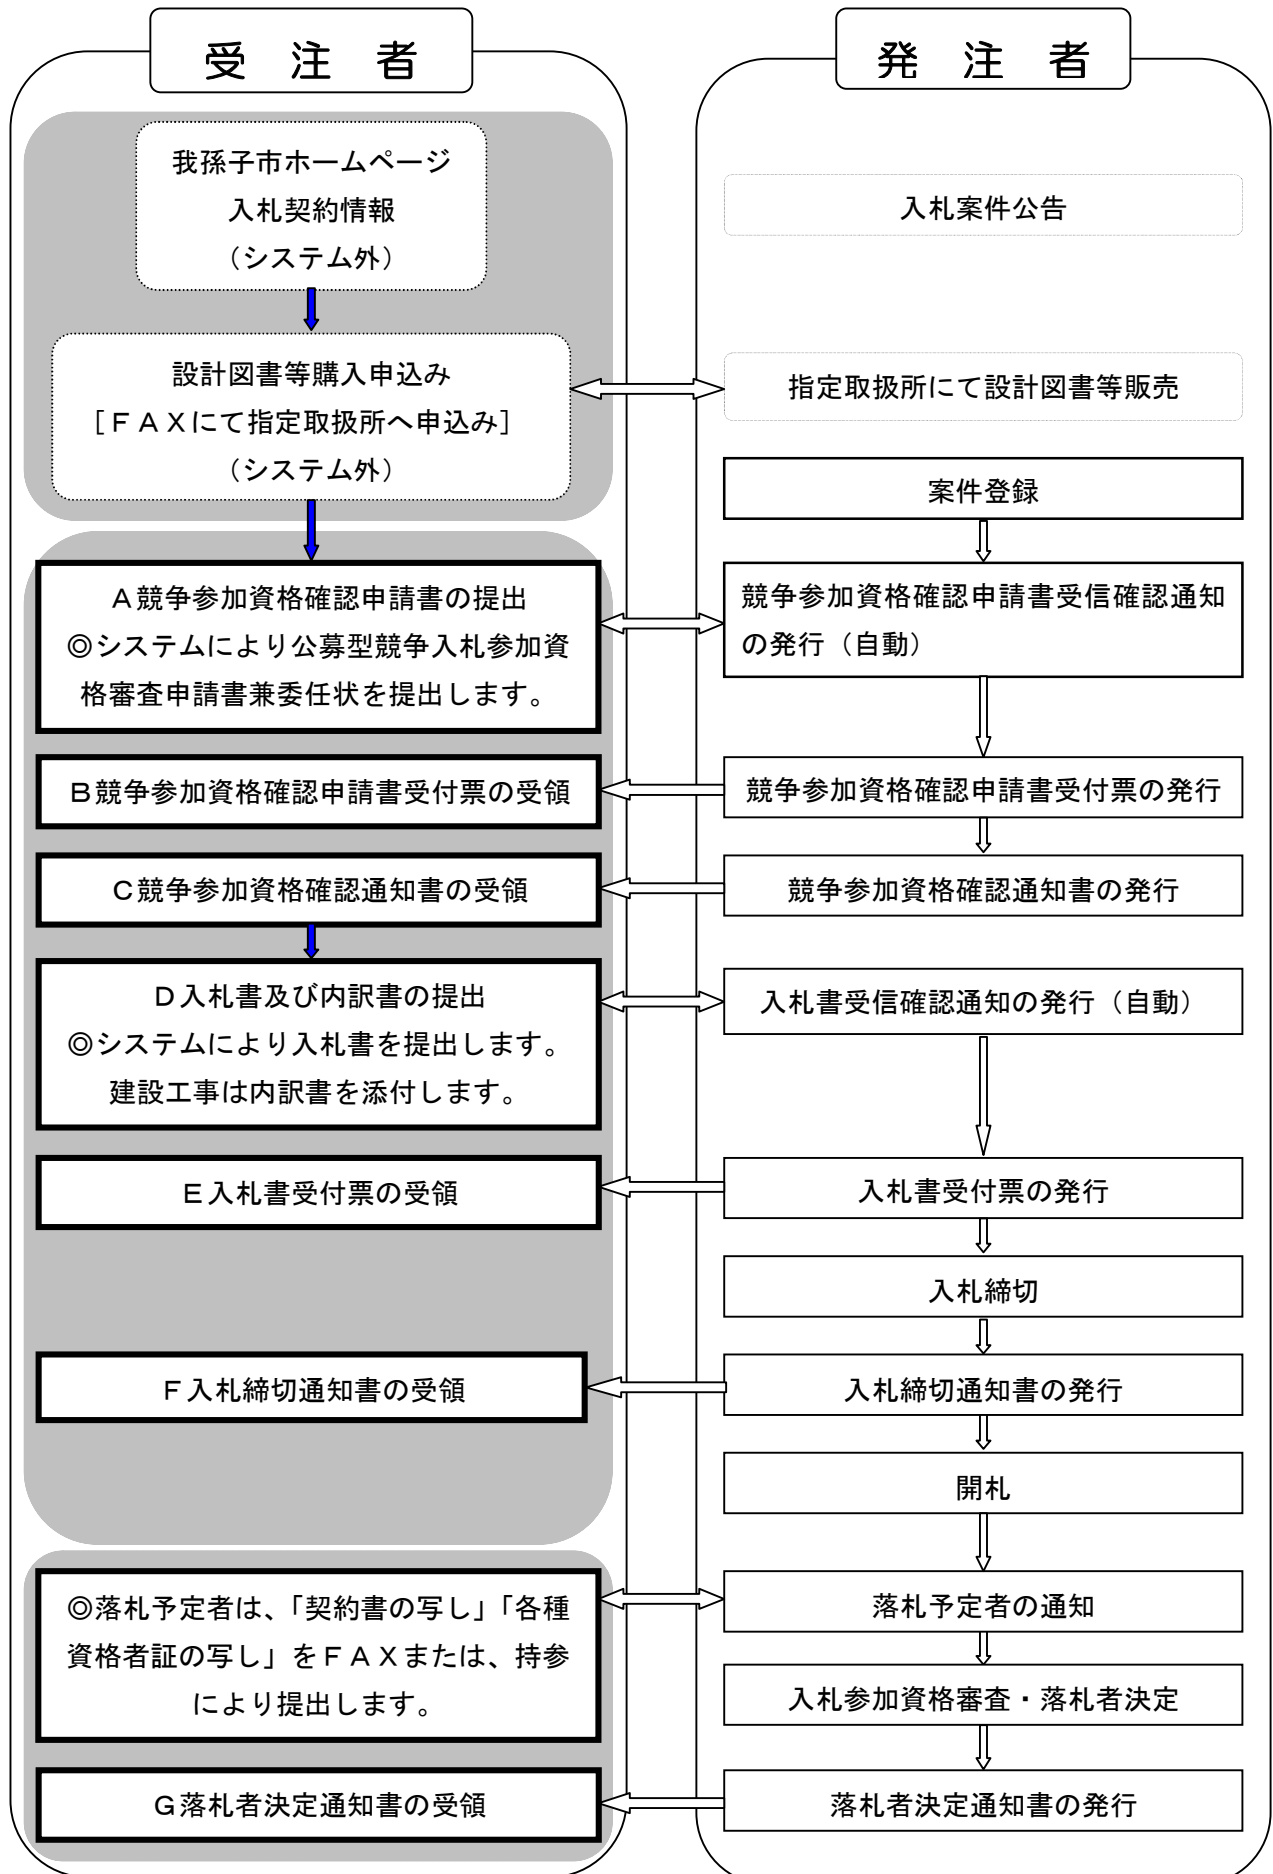 受 注 者
我孫子市ホームページ
入札契約情報
（システム外）
設計図書等購入申込み
［ＦＡＸにて指定取扱所へ申込み］
（システム外）
Ａ競争参加資格確認申請書の提出
◎システムにより公募型競争入札参加資
格審査申請書兼委任状を提出します。
Ｂ競争参加資格確認申請書受付票の受領
Ｃ競争参加資格確認通知書の受領
Ｄ入札書及び内訳書の提出
◎システムにより入札書を提出します。
建設工事は内訳書を添付します。
Ｅ入札書受付票の受領
Ｆ入札締切通知書の受領
◎落札予定者は、「契約書の写し」「各種
資格者証の写し」をＦＡＸまたは、持参
により提出します。
Ｇ落札者決定通知書の受領
発 注 者
入札案件公告
指定取扱所にて設計図書等販売
案件登録
競争参加資格確認申請書受信確認通知
の発行（自動）
競争参加資格確認申請書受付票の発行
競争参加資格確認通知書の発行
入札書受信確認通知の発行（自動）
入札書受付票の発行
入札締切
入札締切通知書の発行
開札
落札予定者の通知
入札参加資格審査・落札者決定
落札者決定通知書の発行